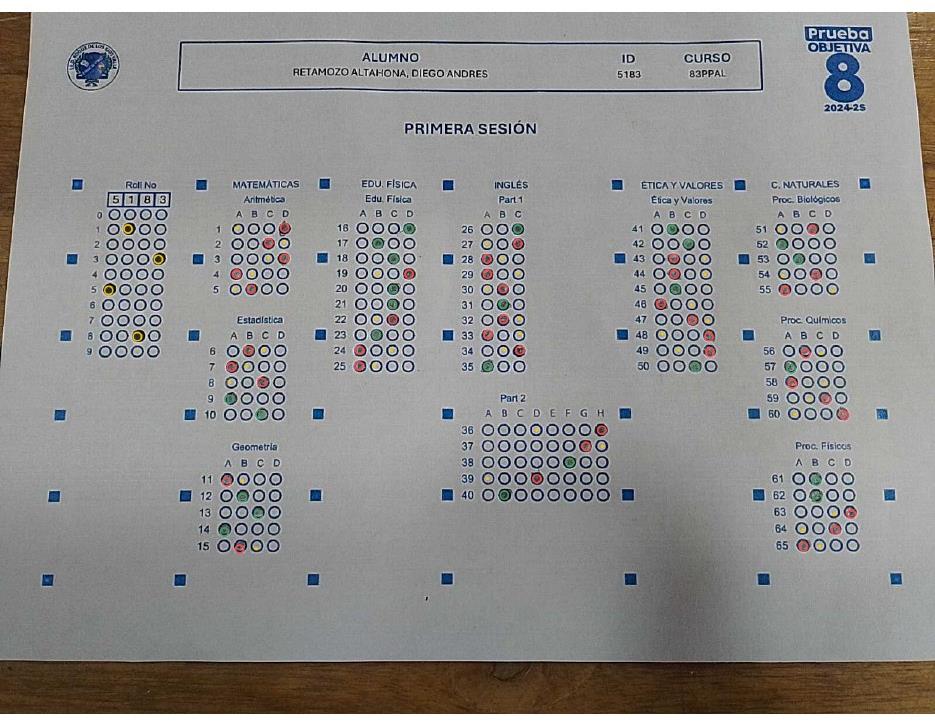 Prueba
OBJETIVA
8
2024-2S
ALUMNO ID CURSO
RETAMOZO ALTAHONA, DIEGO ANDRES 5183 83PPAL
PRIMERA SESIÓN
Roll No
5 1 8 3
0
1
2
3
4
5
6
7
8
9
MATEMÁTICAS
Aritmética
A B C D
1
2
3
4
5
Estadística
A B C D
6
7
8
9
10
Geometría
A B C D
11
12
13
14
15
EDU. FÍSICA
Edu. Física
A B C D
16
17
18
19
20
21
22
23
24
25
INGLÉS
Part 1
A B C
26
27
28
29
30
31
32
33
34
35
Part 2
A B C D E F G H
36
37
38
39
40
ÉTICA Y VALORES
Ética y Valores
A B C D
41
42
43
44
45
46
47
48
49
50
C. NATURALES
Proc. Biológicos
A B C D
51
52
53
54
55
Proc. Químicos
A B C D
56
57
58
59
60
Proc. Físicos
A B C D
61
62
63
64
65